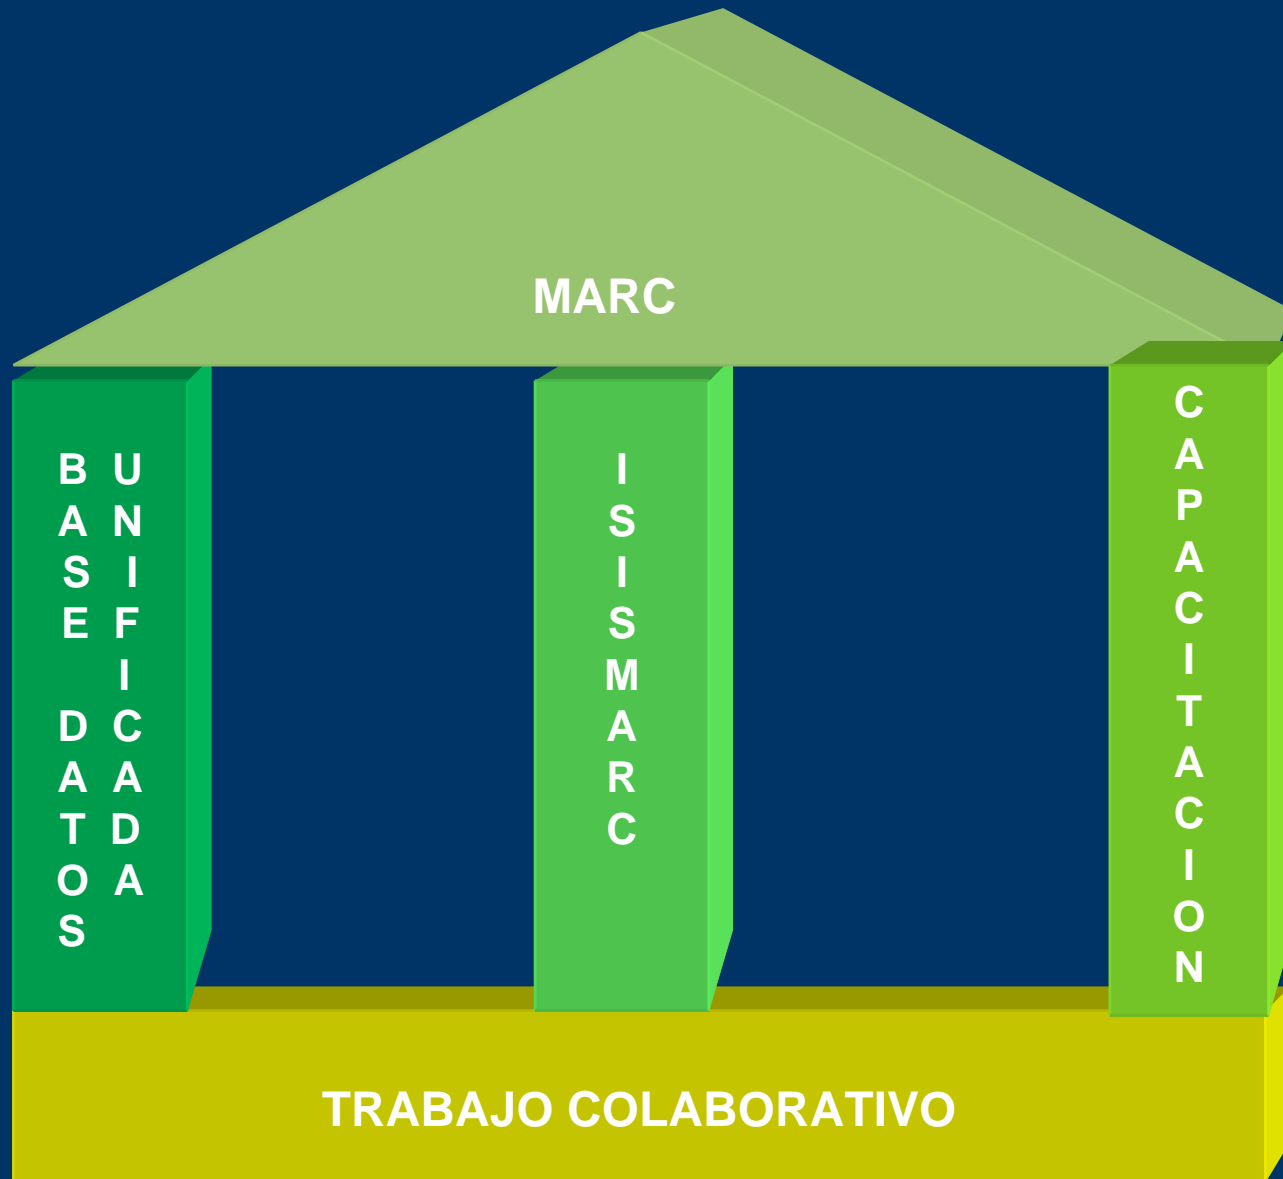 MARC
BASE DATOS
UNIFICADA
ISISMARC
CAPACITACION
TRABAJO COLABORATIVO